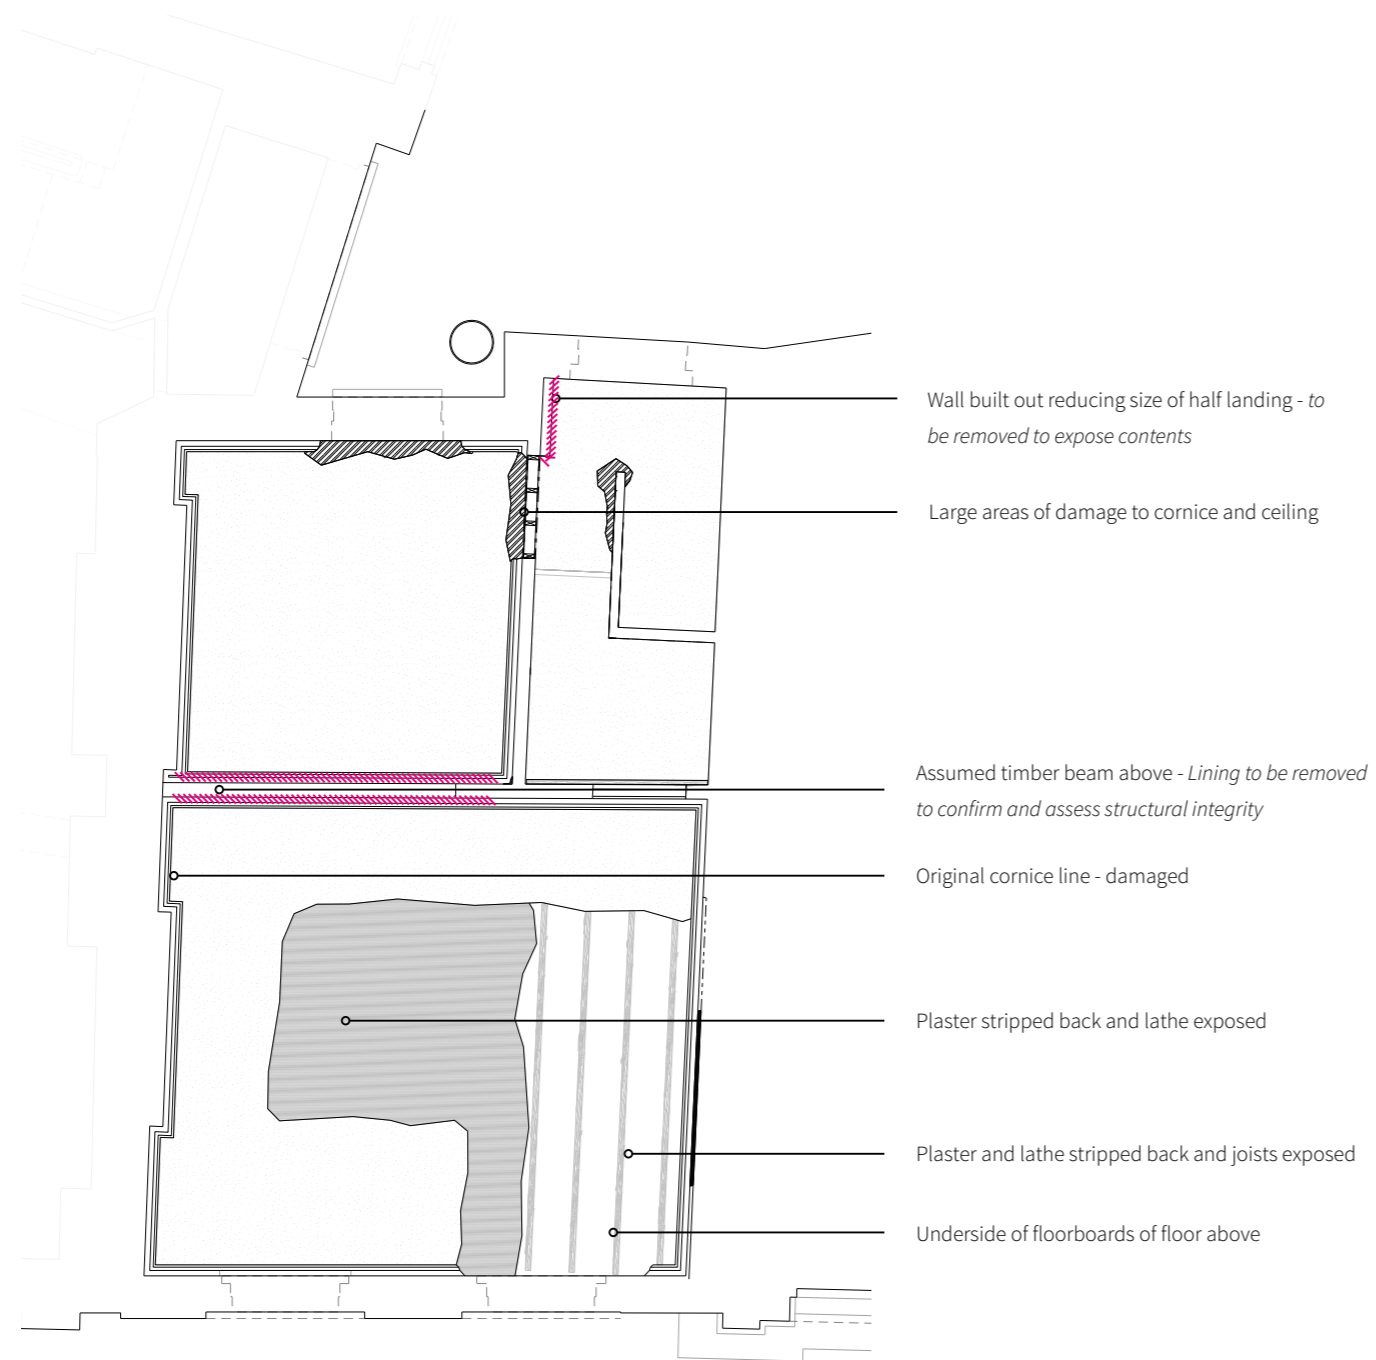 Wall built out reducing size of half landing - to
be removed to expose contents
Large areas of damage to cornice and ceiling
Assumed timber beam above - Lining to be removed
to confirm and assess structural integrity
Original cornice line - damaged
Plaster stripped back and lathe exposed
Plaster and lathe stripped back and joists exposed
Underside of floorboards of floor above